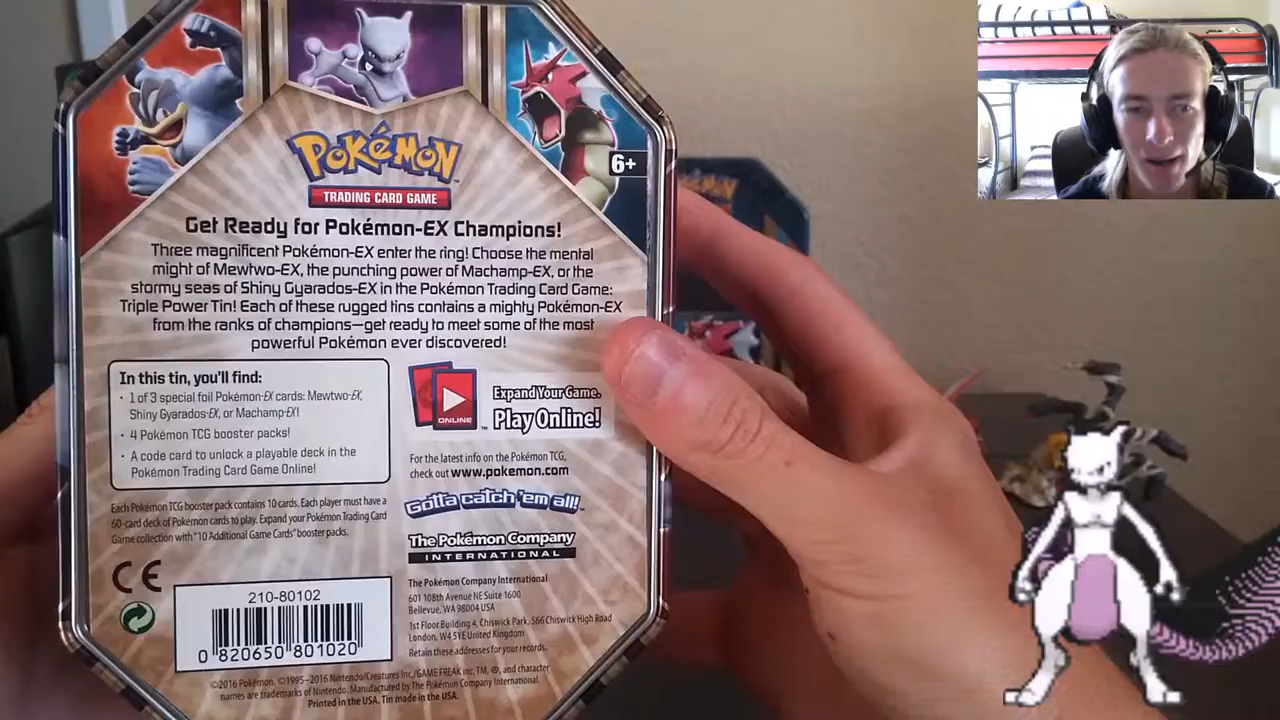 POKéMON
TRADING CARD GAME
6+
Get Ready for Pokémon-EX Champions!
Three magnificent Pokémon-EX enter the ring! Choose the mental
might of Mewtwo-EX, the punching power of Machamp-EX, or the
stormy seas of Shiny Gyarados-EX in the Pokémon Trading Card Game:
Triple Power Tin! Each of these rugged tins contains a mighty Pokémon-EX
from the ranks of champions—get ready to meet some of the most
powerful Pokémon ever discovered!
In this tin, you'll find:
• 1 of 3 special foil Pokémon-EX cards: Mewtwo-EX,
Shiny Gyarados-EX, or Machamp-EX!
• 4 Pokémon TCG booster packs!
• A code card to unlock a playable deck in the
Pokémon Trading Card Game Online!
Each Pokémon TCG booster pack contains 10 cards. Each player must have a
60-card deck of Pokémon cards to play. Expand your Pokémon Trading Card
Game collection with "10 Additional Game Cards" booster packs.
CE
210-80102
0 820650 801020
ONLINE
™
Expand Your Game.
Play Online!
For the latest info on the Pokémon TCG,
check out www.pokemon.com
Gotta catch 'em all!™
The Pokémon Company
INTERNATIONAL
The Pokémon Company International
601 108th Avenue NE Suite 1600
Bellevue, WA 98004 USA
1st Floor Building 4, Chiswick Park, 566 Chiswick High Road
London, W4 5YE United Kingdom
Retain these addresses for your records.
©2016 Pokémon. ©1995–2016 Nintendo/Creatures Inc./GAME FREAK inc. TM, ®, and character
names are trademarks of Nintendo. Manufactured by The Pokémon Company International.
Printed in the USA. Tin made in the USA.
POKéMON